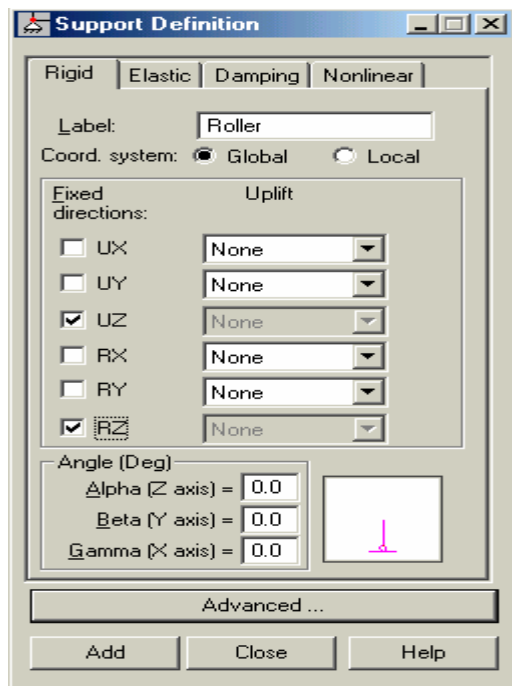 Support Definition
Rigid Elastic Damping Nonlinear
Label: Roller
Coord. system: Global Local
Fixed directions: Uplift
UX None
UY None
UZ None
RX None
RY None
RZ None
Angle (Deg)
Alpha (Z axis) = 0.0
Beta (Y axis) = 0.0
Gamma (X axis) = 0.0
Advanced ...
Add Close Help